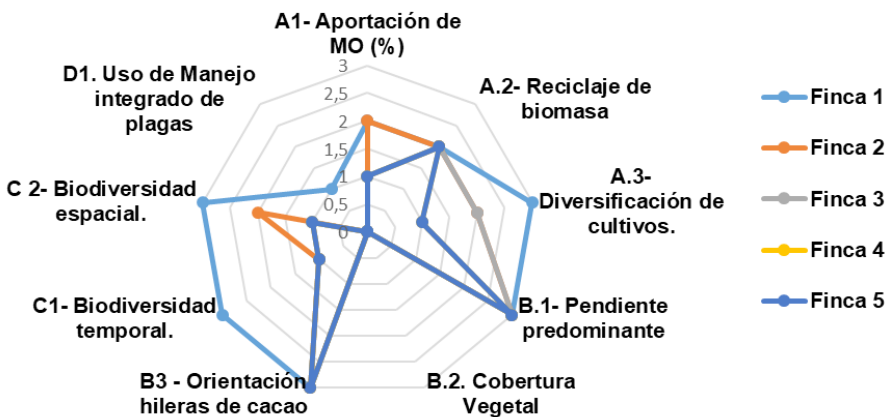 A1- Aportación de
MO (%)
3
2,5
2
1,5
1
0,5
0
A.2- Reciclaje de
biomasa
A.3-
Diversificación de
cultivos.
B.1- Pendiente
predominante
B.2. Cobertura
Vegetal
B3 - Orientación
hileras de cacao
C1- Biodiversidad
temporal.
C 2- Biodiversidad
espacial.
D1. Uso de Manejo
integrado de
plagas
Finca 1
Finca 2
Finca 3
Finca 4
Finca 5